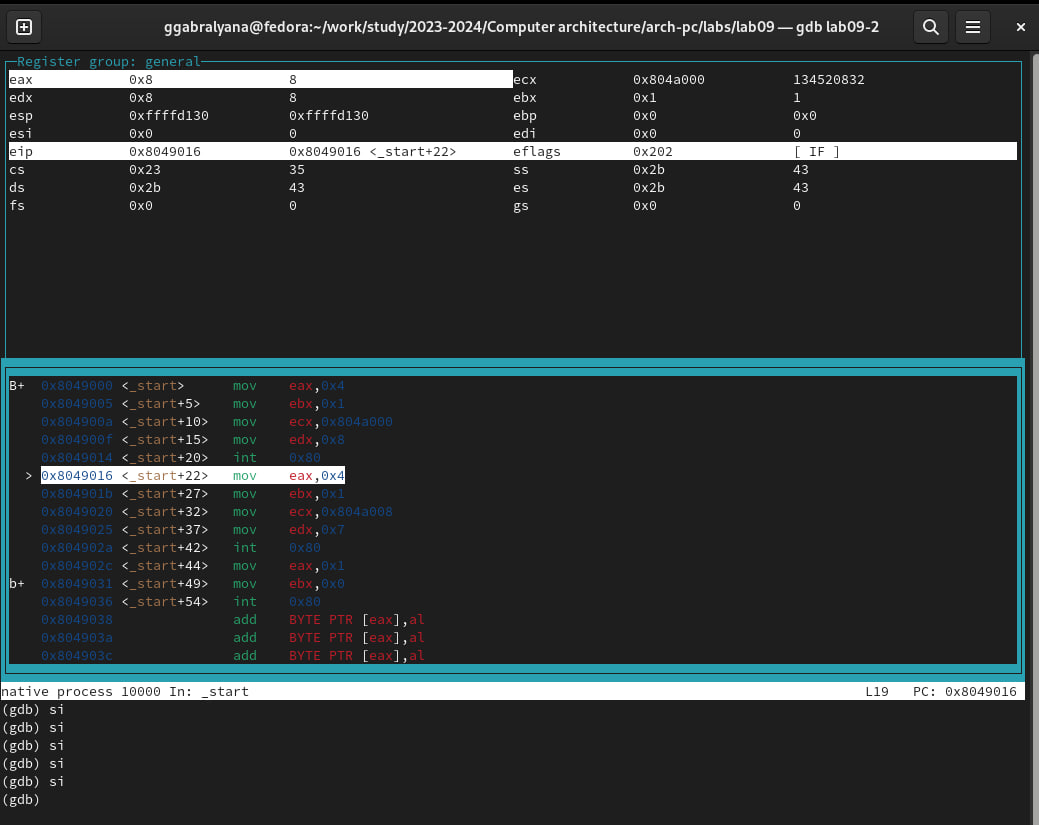 ggabralyana@fedora:~/work/study/2023-2024/Computer architecture/arch-pc/labs/lab09 — gdb lab09-2
Register group: general
eax 0x8 8 ecx 0x804a000 134520832
edx 0x8 8 ebx 0x1 1
esp 0xffffd130 0xffffd130 ebp 0x0 0x0
esi 0x0 0 edi 0x0 0
eip 0x8049016 0x8049016 <_start+22> eflags 0x202 [ IF ]
cs 0x23 35 ss 0x2b 43
ds 0x2b 43 es 0x2b 43
fs 0x0 0 gs 0x0 0
B+ 0x8049000 <_start> mov eax,0x4
0x8049005 <_start+5> mov ebx,0x1
0x804900a <_start+10> mov ecx,0x804a000
0x804900f <_start+15> mov edx,0x8
0x8049014 <_start+20> int 0x80
> 0x8049016 <_start+22> mov eax,0x4
0x804901b <_start+27> mov ebx,0x1
0x8049020 <_start+32> mov ecx,0x804a008
0x8049025 <_start+37> mov edx,0x7
0x804902a <_start+42> int 0x80
0x804902c <_start+44> mov eax,0x1
b+ 0x8049031 <_start+49> mov ebx,0x0
0x8049036 <_start+54> int 0x80
0x8049038 add BYTE PTR [eax],al
0x804903a add BYTE PTR [eax],al
0x804903c add BYTE PTR [eax],al
native process 10000 In: _start L19 PC: 0x8049016
(gdb) si
(gdb) si
(gdb) si
(gdb) si
(gdb) si
(gdb)